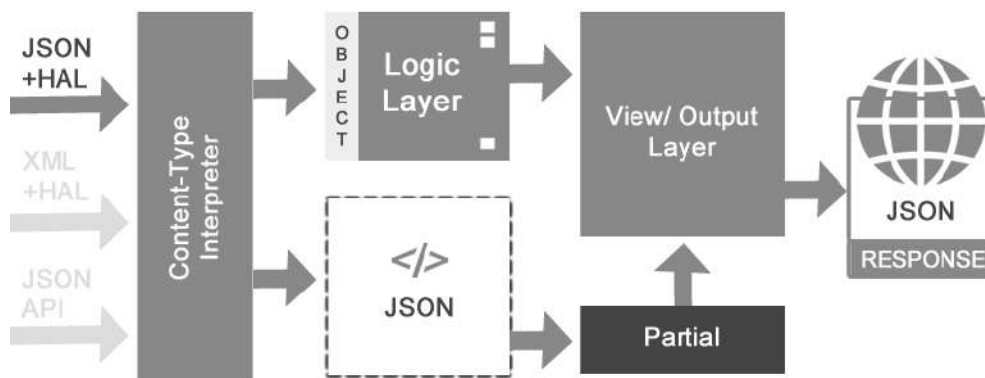 JSON
+HAL
XML
+HAL
JSON
API
Content-Type
Interpreter
OBJECT
Logic
Layer
</>
JSON
View/ Output
Layer
Partial
JSON
RESPONSE